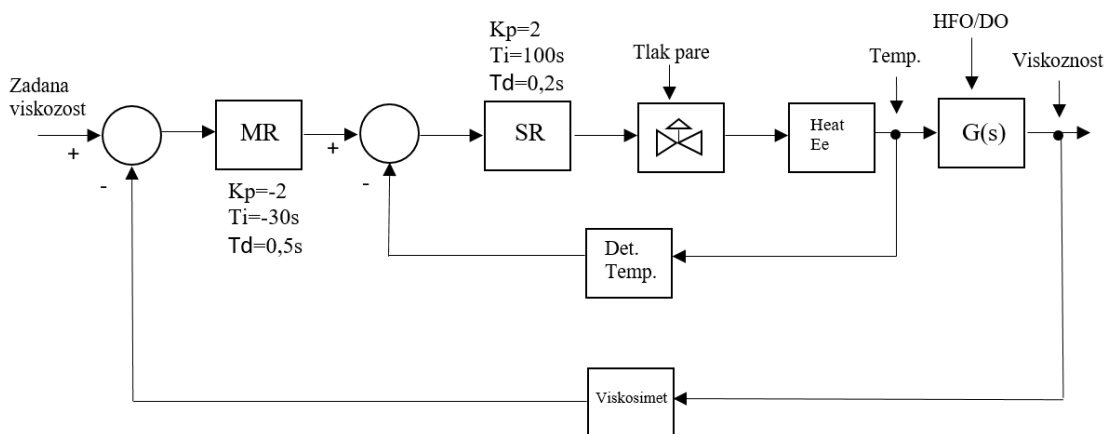 HFO/DO
Kp=2
Ti=100s
Td=0,2s
Tlak pare
Temp.
Viskoznost
Zadana
viskozost
+
-
MR
Kp=-2
Ti=-30s
Td=0,5s
+
-
SR
Heat
Ee
G(s)
Det.
Temp.
Viskosimet